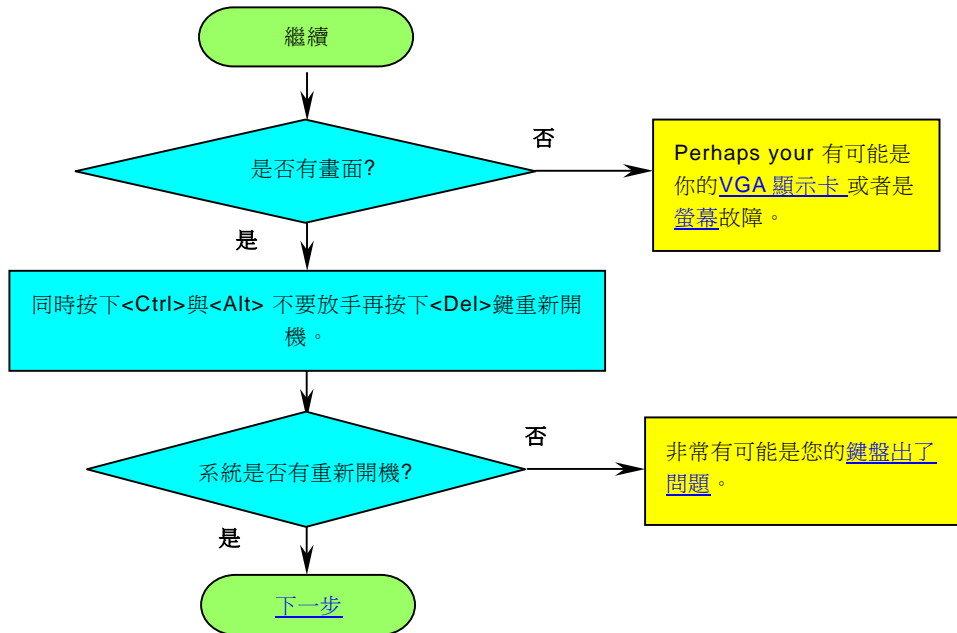 繼續
是否有畫面?
否
Perhaps your 有可能是
你的VGA 顯示卡 或者是
螢幕故障。
是
同時按下<Ctrl>與<Alt> 不要放手再按下<Del>鍵重新開
機。
系統是否有重新開機?
否
非常有可能是您的鍵盤出了
問題。
是
下一步